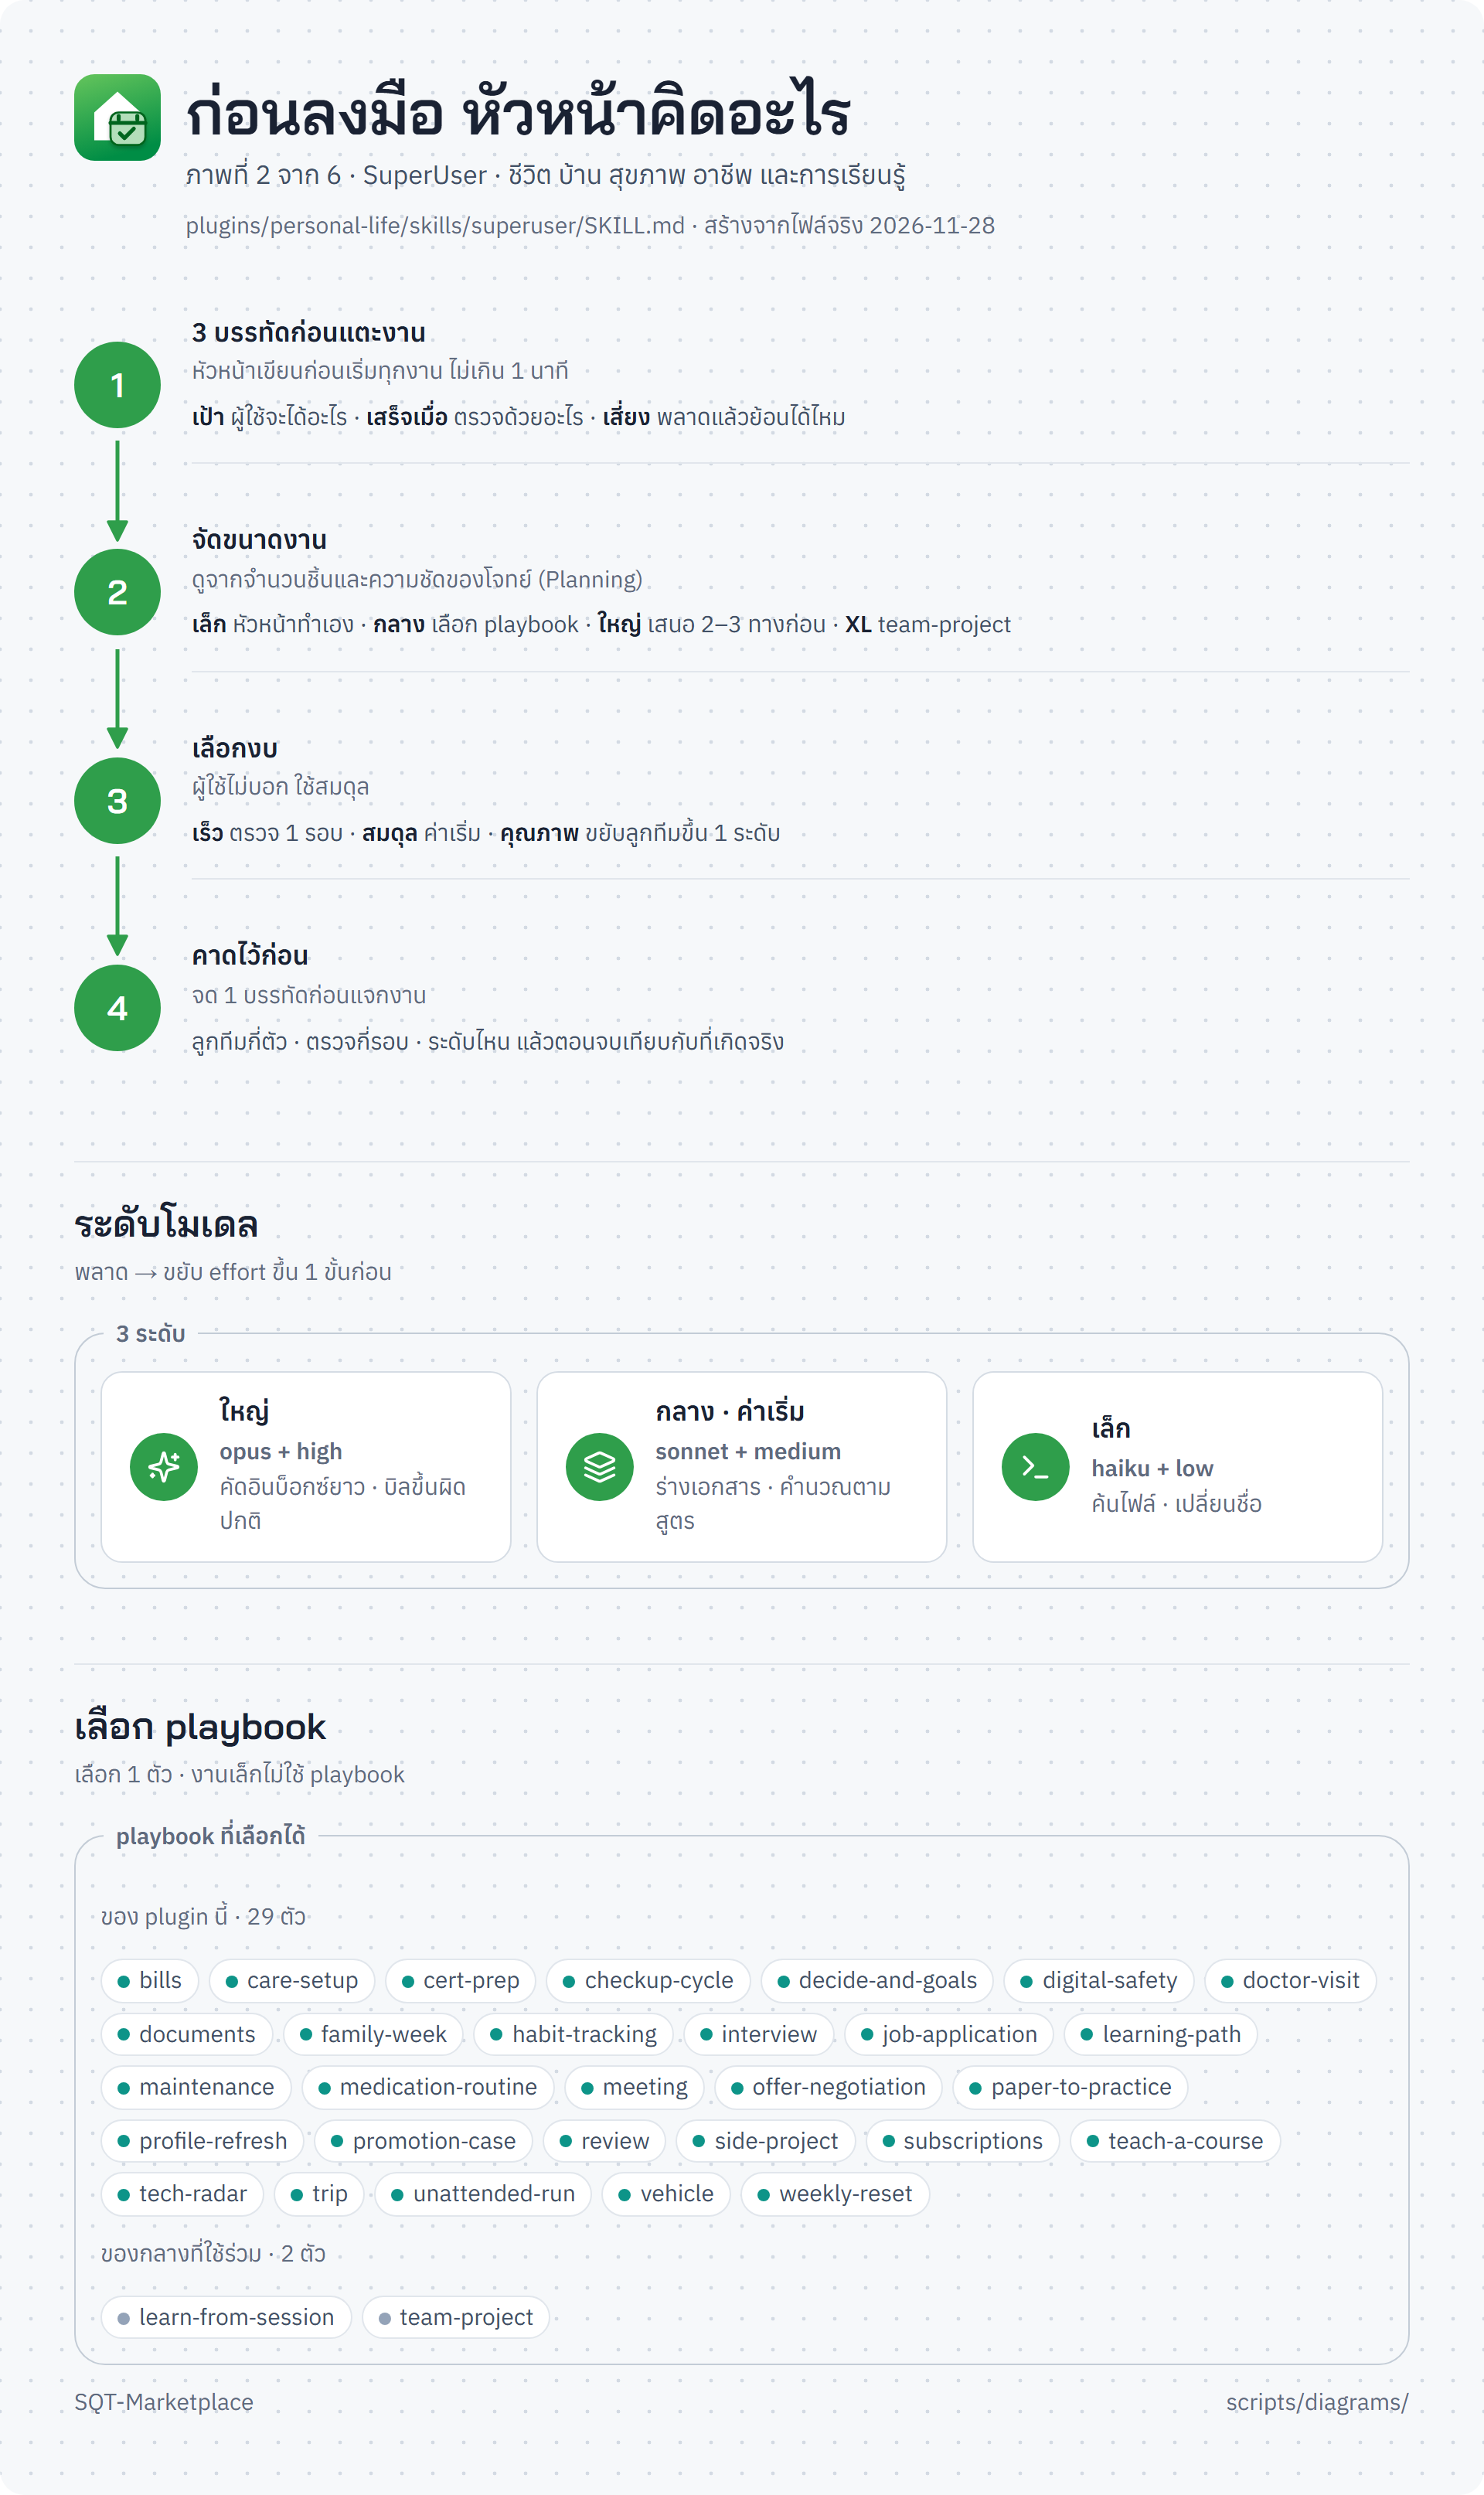 ก่อนลงมือ หัวหน้าคิดอะไร
ภาพที่ 2 จาก 6 · SuperUser · ชีวิต บ้าน สุขภาพ อาชีพ และการเรียนรู้
plugins/personal-life/skills/superuser/SKILL.md · สร้างจากไฟล์จริง 2026-11-28
1
3 บรรทัดก่อนแตะงาน
หัวหน้าเขียนก่อนเริ่มทุกงาน ไม่เกิน 1 นาที
เป้า ผู้ใช้จะได้อะไร · เสร็จเมื่อ ตรวจด้วยอะไร · เสี่ยง พลาดแล้วย้อนได้ไหม
2
จัดขนาดงาน
ดูจากจำนวนชิ้นและความชัดของโจทย์ (Planning)
เล็ก หัวหน้าทำเอง · กลาง เลือก playbook · ใหญ่ เสนอ 2–3 ทางก่อน · XL team-project
3
เลือกงบ
ผู้ใช้ไม่บอก ใช้สมดุล
เร็ว ตรวจ 1 รอบ · สมดุล ค่าเริ่ม · คุณภาพ ขยับลูกทีมขึ้น 1 ระดับ
4
คาดไว้ก่อน
จด 1 บรรทัดก่อนแจกงาน
ลูกทีมกี่ตัว · ตรวจกี่รอบ · ระดับไหน แล้วตอนจบเทียบกับที่เกิดจริง
ระดับโมเดล
พลาด → ขยับ effort ขึ้น 1 ขั้นก่อน
3 ระดับ
ใหญ่
opus + high
คัดอินบ็อกซ์ยาว · บิลขึ้นผิด
ปกติ
กลาง · ค่าเริ่ม
sonnet + medium
ร่างเอกสาร · คำนวณตาม
สูตร
เล็ก
haiku + low
ค้นไฟล์ · เปลี่ยนชื่อ
เลือก playbook
เลือก 1 ตัว · งานเล็กไม่ใช้ playbook
playbook ที่เลือกได้
ของ plugin นี้ · 29 ตัว
bills care-setup cert-prep checkup-cycle decide-and-goals digital-safety doctor-visit
documents family-week habit-tracking interview job-application learning-path
maintenance medication-routine meeting offer-negotiation paper-to-practice
profile-refresh promotion-case review side-project subscriptions teach-a-course
tech-radar trip unattended-run vehicle weekly-reset
ของกลางที่ใช้ร่วม · 2 ตัว
learn-from-session team-project
SQT-Marketplace scripts/diagrams/